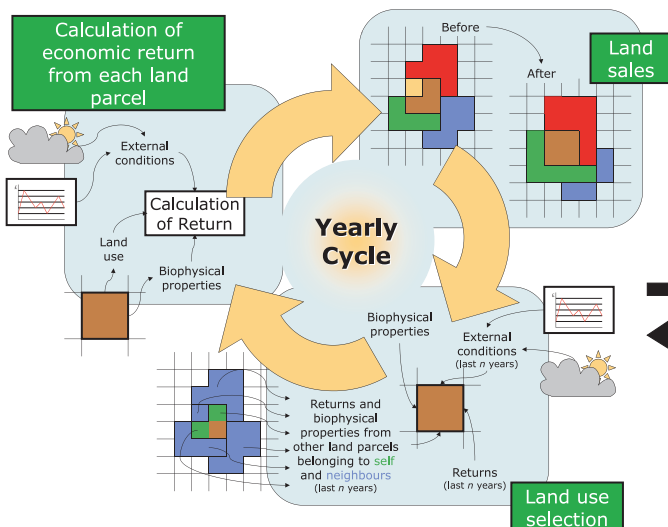 Calculation of
economic return
from each land
parcel
External
conditions
£
Calculation
of Return
Land
use
Biophysical
properties
Before
After
Land
sales
Yearly
Cycle
Biophysical
properties
External
conditions
(last n years)
Returns and
biophysical
properties from
other land parcels
belonging to self
and neighbours
(last n years)
Returns
(last n years)
Land use
selection